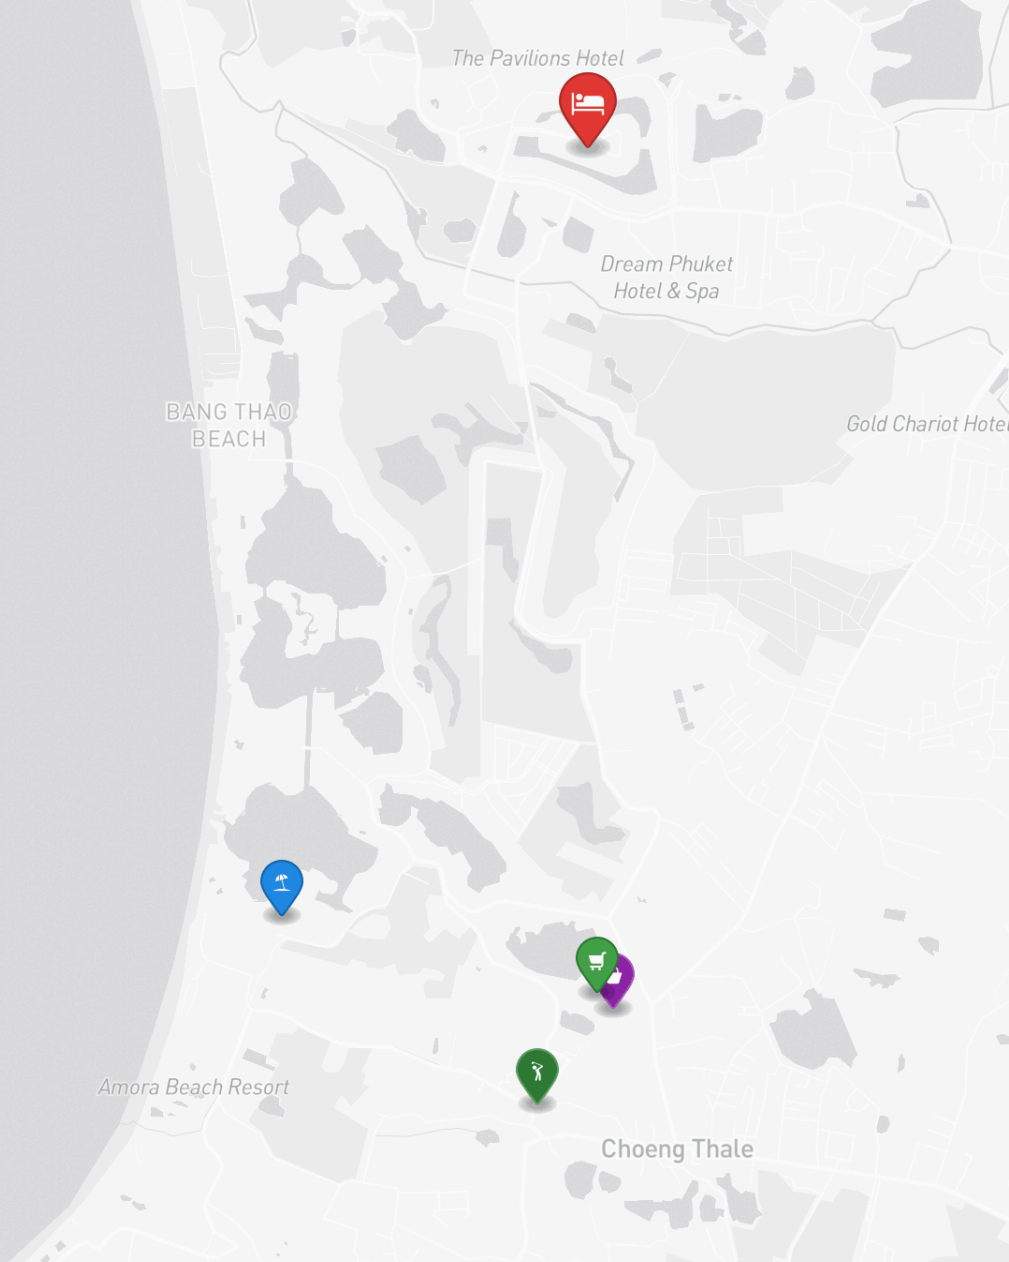 The Pavilions Hotel
Dream Phuket
Hotel & Spa
BANG THAO
BEACH
Gold Chariot Hotel
Amora Beach Resort
Choeng Thale